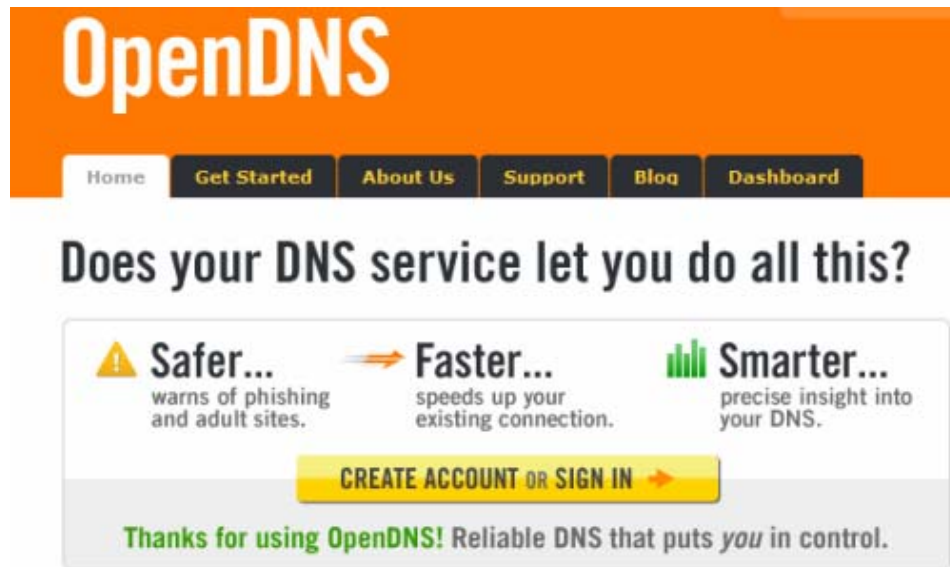 OpenDNS
Home Get Started About Us Support Blog Dashboard
Does your DNS service let you do all this?
Safer... Faster... Smarter...
warns of phishing speeds up your precise insight into
and adult sites. existing connection. your DNS.
CREATE ACCOUNT OR SIGN IN
Thanks for using OpenDNS! Reliable DNS that puts you in control.